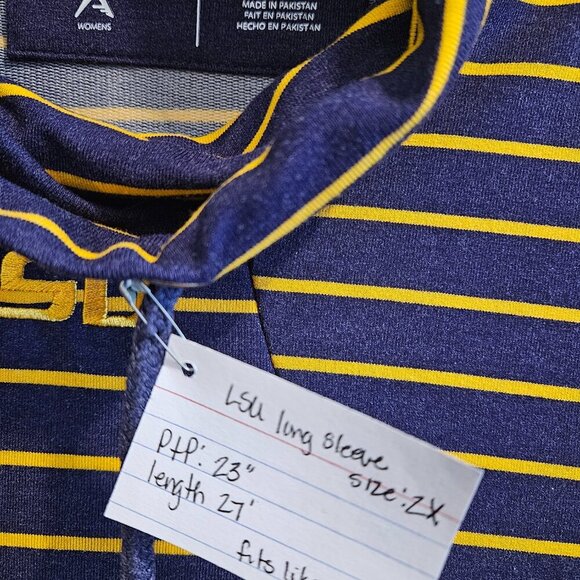 MADE IN PAKISTAN
FAIT EN PAKISTAN
HECHO EN PAKISTAN
WOMENS
LSU long sleeve
size: 2X
PtP: 23"
length 27'
fits